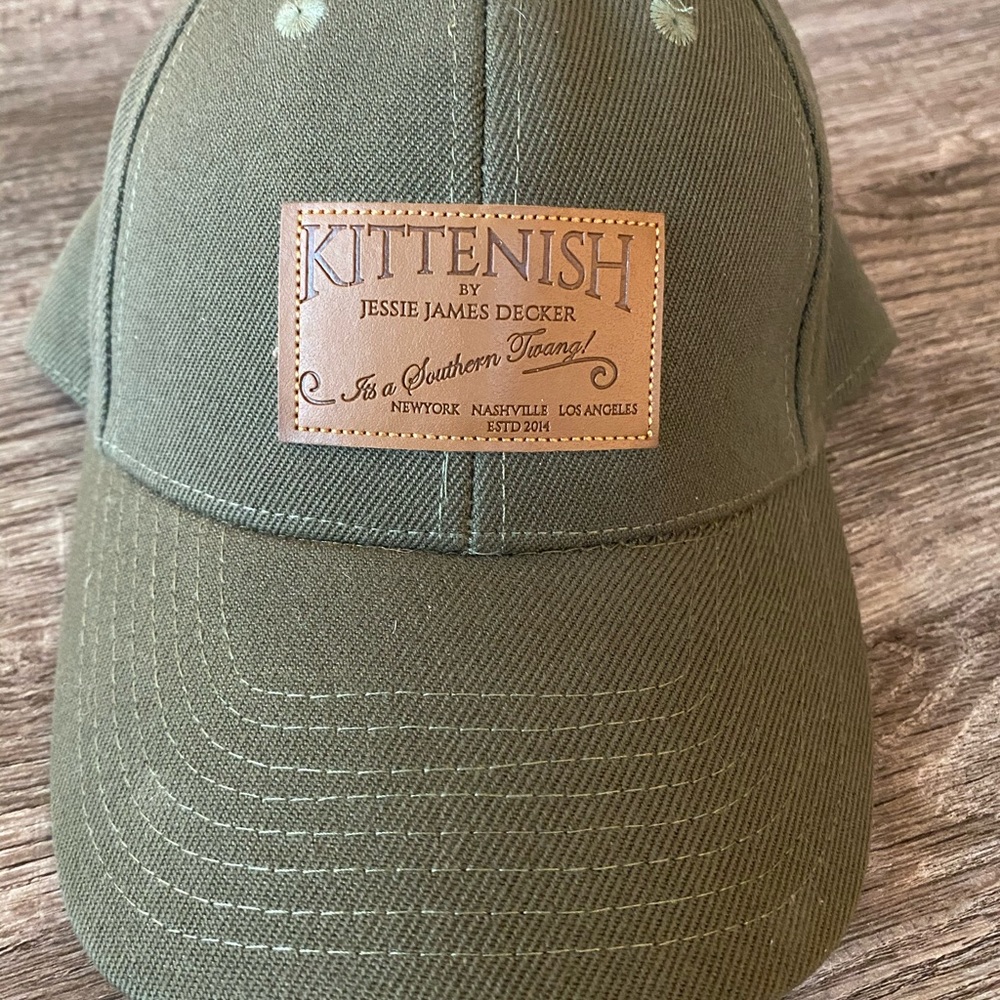 KITTENISH
BY
JESSIE JAMES DECKER
It's a Southern Twang!
NEWYORK NASHVILLE LOS ANGELES
ESTD 2014